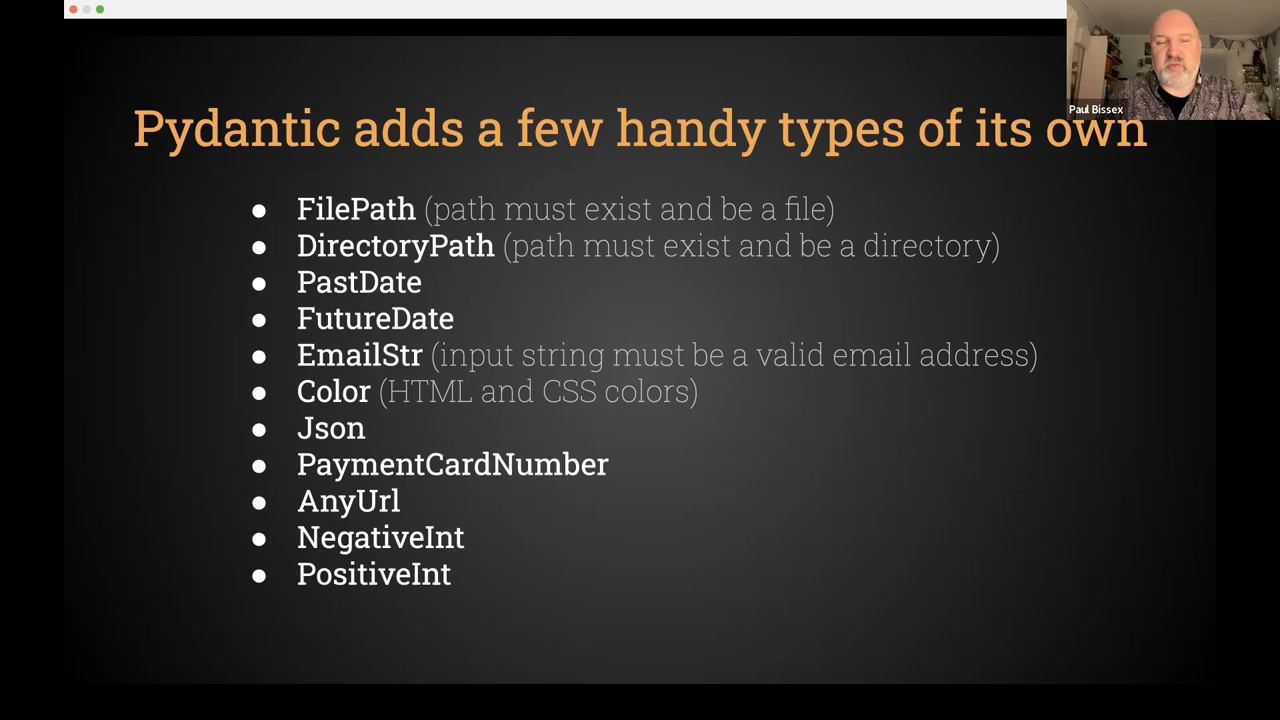 Pydantic adds a few handy types of its own
Paul Bissex
● FilePath (path must exist and be a file)
● DirectoryPath (path must exist and be a directory)
● PastDate
● FutureDate
● EmailStr (input string must be a valid email address)
● Color (HTML and CSS colors)
● Json
● PaymentCardNumber
● AnyUrl
● NegativeInt
● PositiveInt